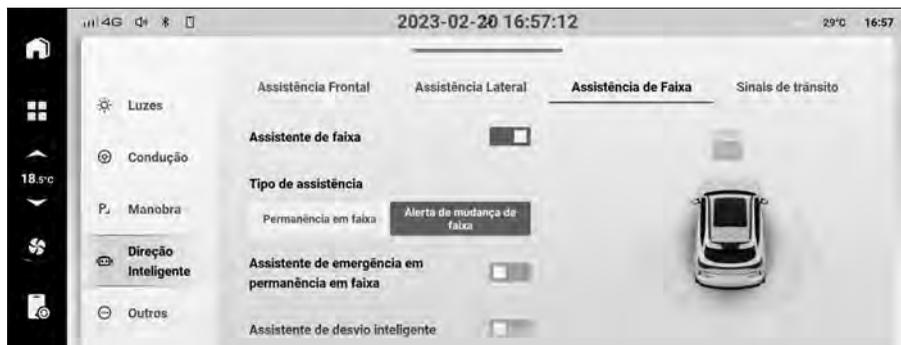 4G
2023-02-20 16:57:12
29°C 16:57
Assistência Frontal
Assistência Lateral
Assistência de Faixa
Sinais de trânsito
Luzes
Condução
Manobra
Direção
Inteligente
Outros
18.5°C
Assistente de faixa
Tipo de assistência
Permanência em faixa
Alerta de mudança de
faixa
Assistente de emergência em
permanência em faixa
Assistente de desvio inteligente